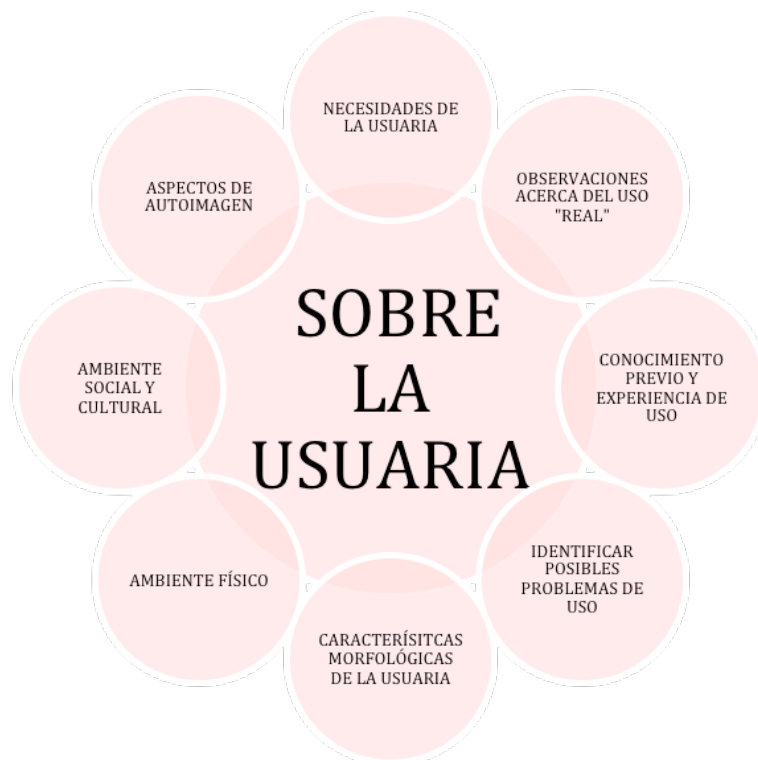 NECESIDADES DE
LA USUARIA
OBSERVACIONES
ACERCA DEL USO
"REAL"
CONOCIMIENTO
PREVIO Y
EXPERIENCIA DE
USO
IDENTIFICAR
POSIBLES
PROBLEMAS DE
USO
CARACTERÍSITCAS
MORFOLÓGICAS
DE LA USUARIA
AMBIENTE FÍSICO
AMBIENTE
SOCIAL Y
CULTURAL
ASPECTOS DE
AUTOIMAGEN
SOBRE
LA
USUARIA